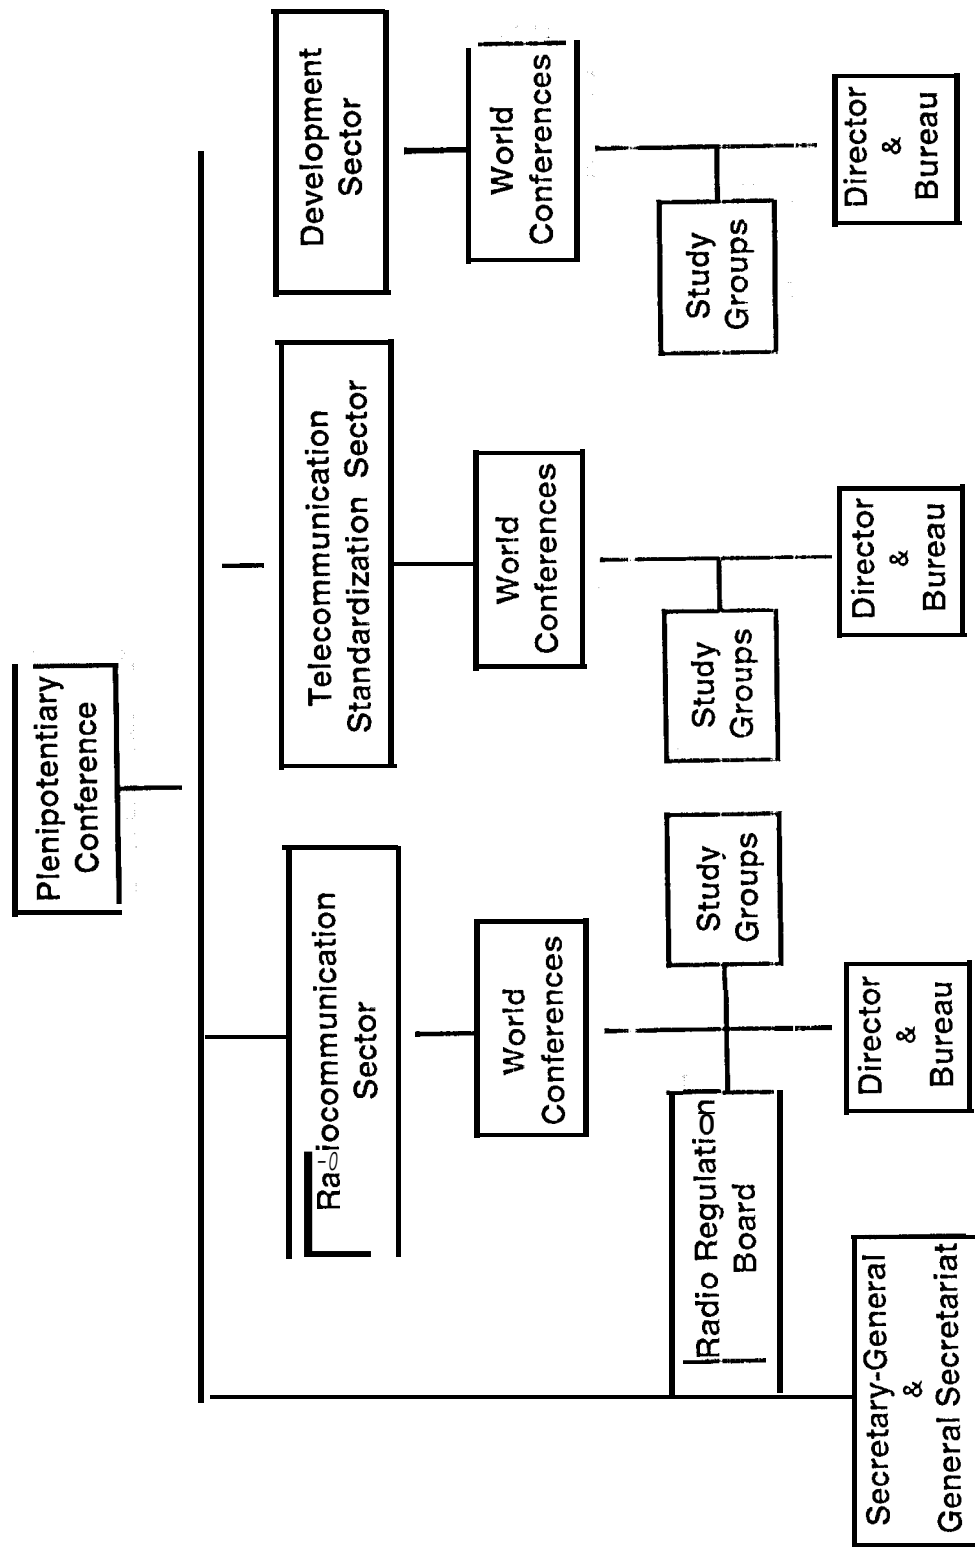 Plenipotentiary
Conference
Radiocommunication
Sector
Telecommunication
Standardization Sector
Development
Sector
World
Conferences
World
Conferences
World
Conferences
Radio Regulation
Board
Study
Groups
Study
Groups
Study
Groups
Secretary-General
&
General Secretariat
Director
&
Bureau
Director
&
Bureau
Director
&
Bureau